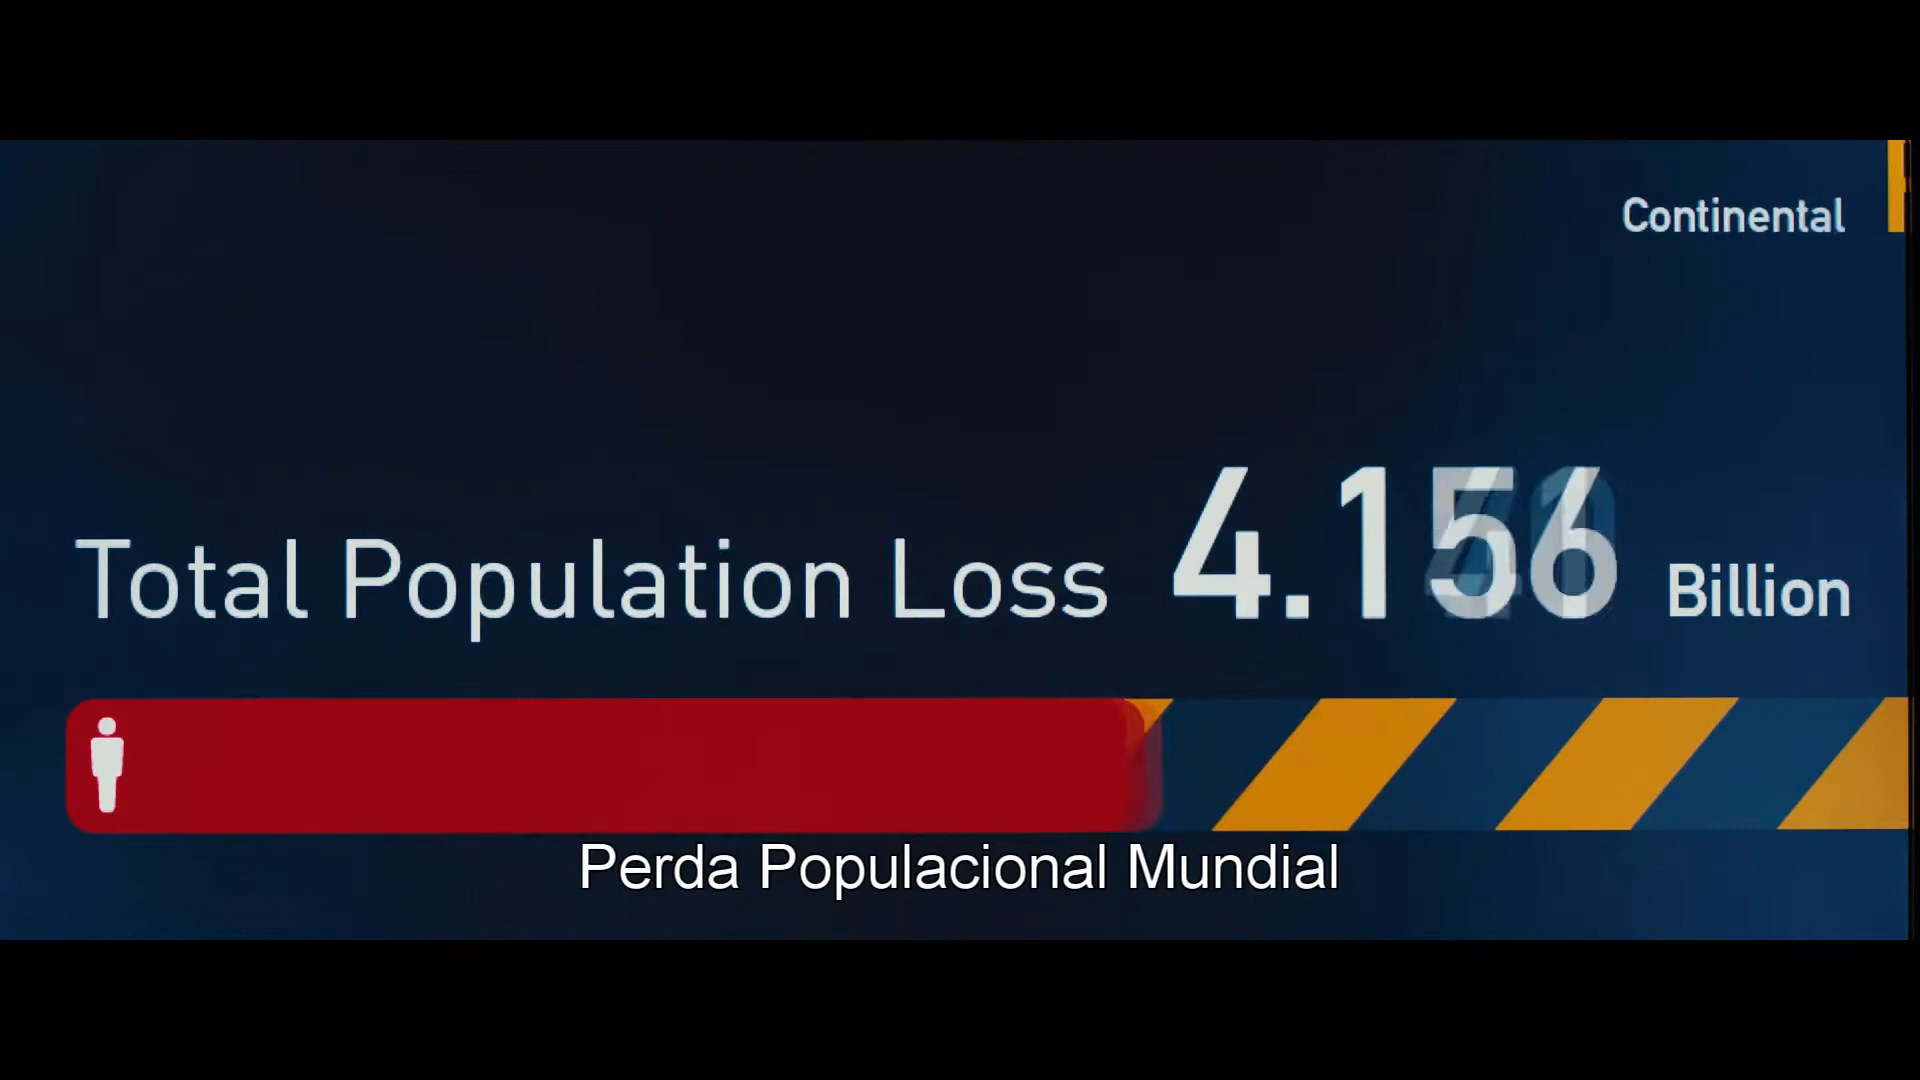 Continental
Total Population Loss 4.156 Billion
Perda Populacional Mundial